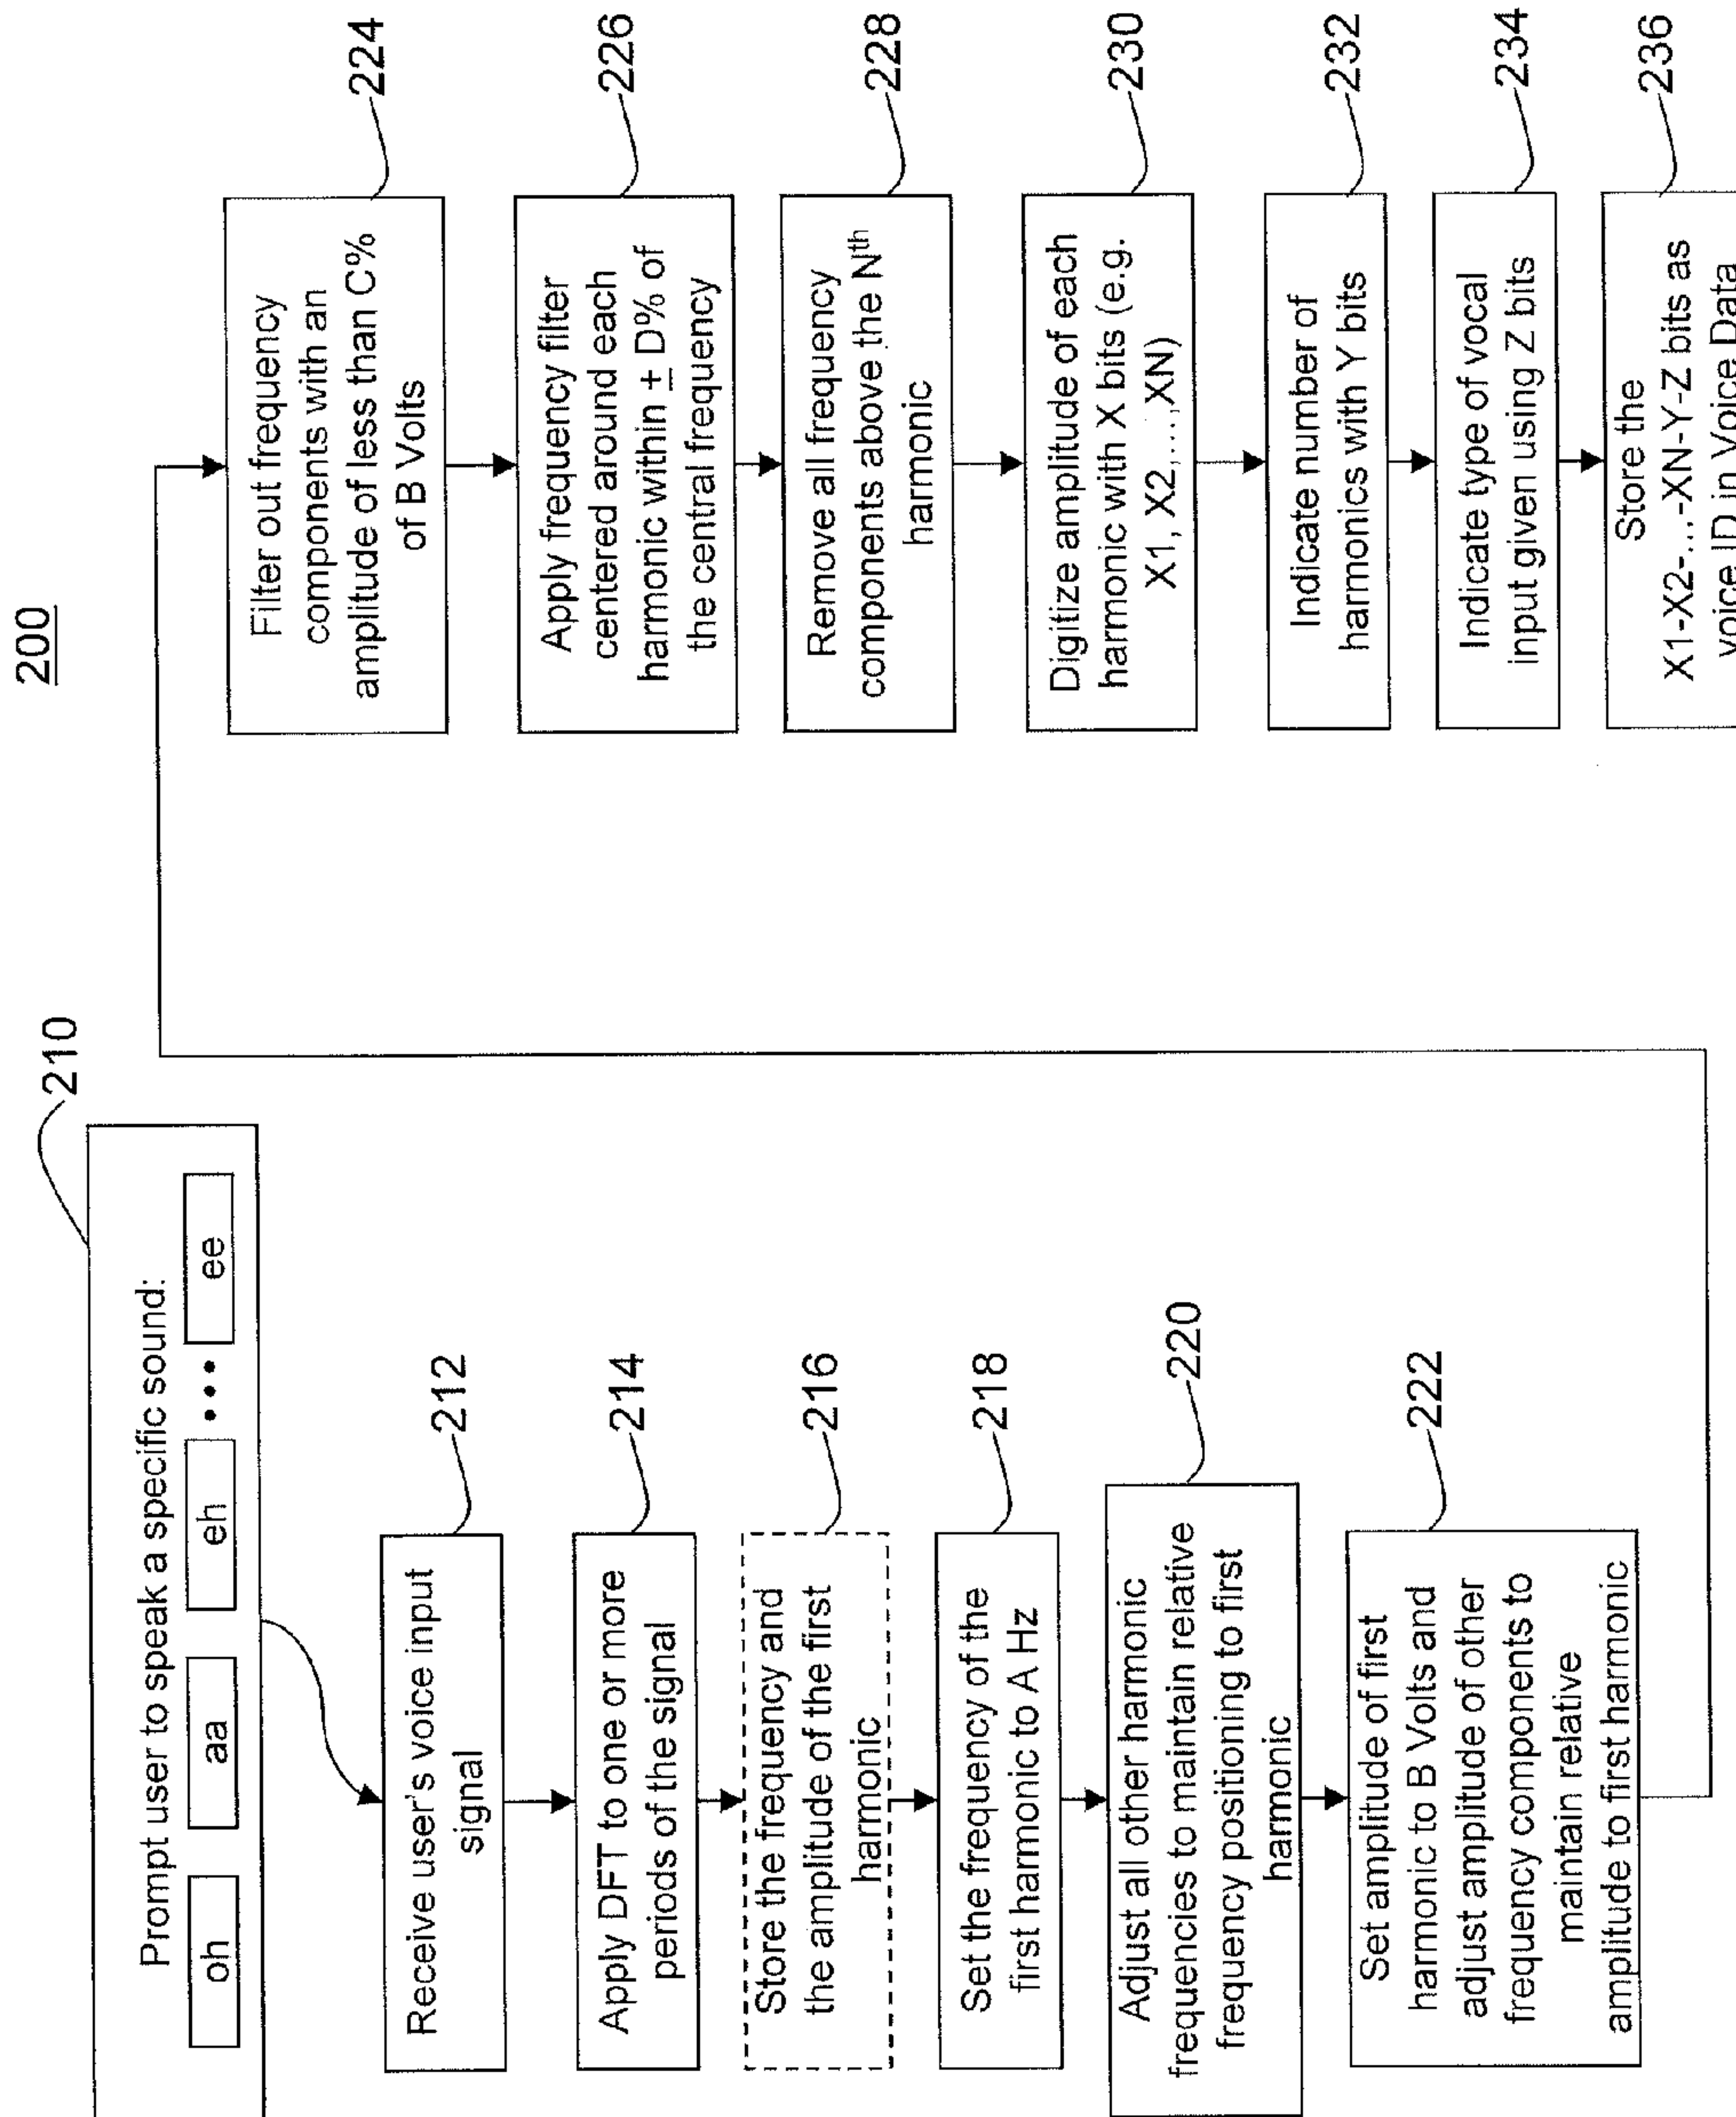 200
210
Prompt user to speak a specific sound:
oh
aa
eh
•••
ee
Receive user's voice input
signal
212
Apply DFT to one or more
periods of the signal
214
Store the frequency and
the amplitude of the first
harmonic
216
Set the frequency of the
first harmonic to A Hz
218
Adjust all other harmonic
frequencies to maintain relative
frequency positioning to first
harmonic
220
Set amplitude of first
harmonic to B Volts and
adjust amplitude of other
frequency components to
maintain relative
amplitude to first harmonic
222
Filter out frequency
components with an
amplitude of less than C%
of B Volts
224
Apply frequency filter
centered around each
harmonic within ± D% of
the central frequency
226
Remove all frequency
components above the Nth
harmonic
228
Digitize amplitude of each
harmonic with X bits (e.g.
X1, X2,...,XN)
230
Indicate number of
harmonics with Y bits
232
Indicate type of vocal
input given using Z bits
234
Store the
X1-X2-...-XN-Y-Z bits as
voice ID in Voice Data
236